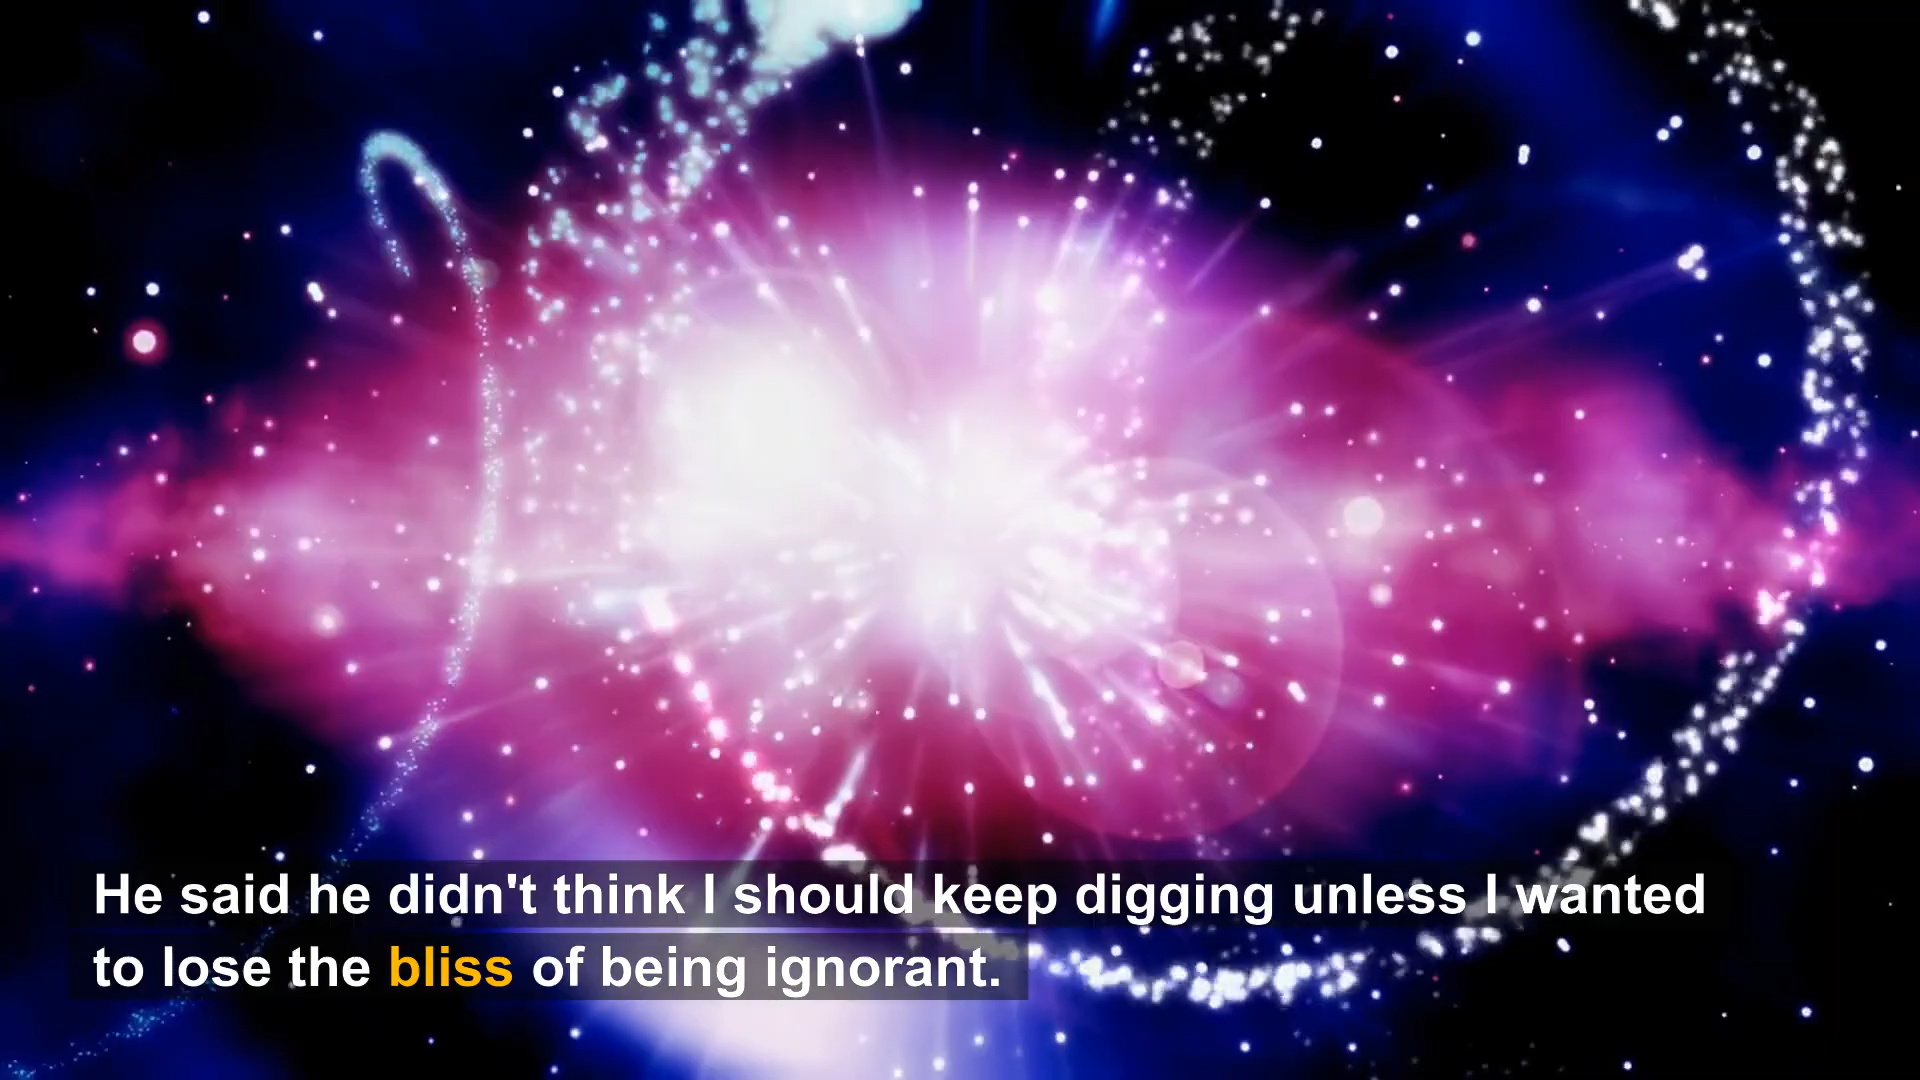 He said he didn't think I should keep digging unless I wanted
to lose the bliss of being ignorant.